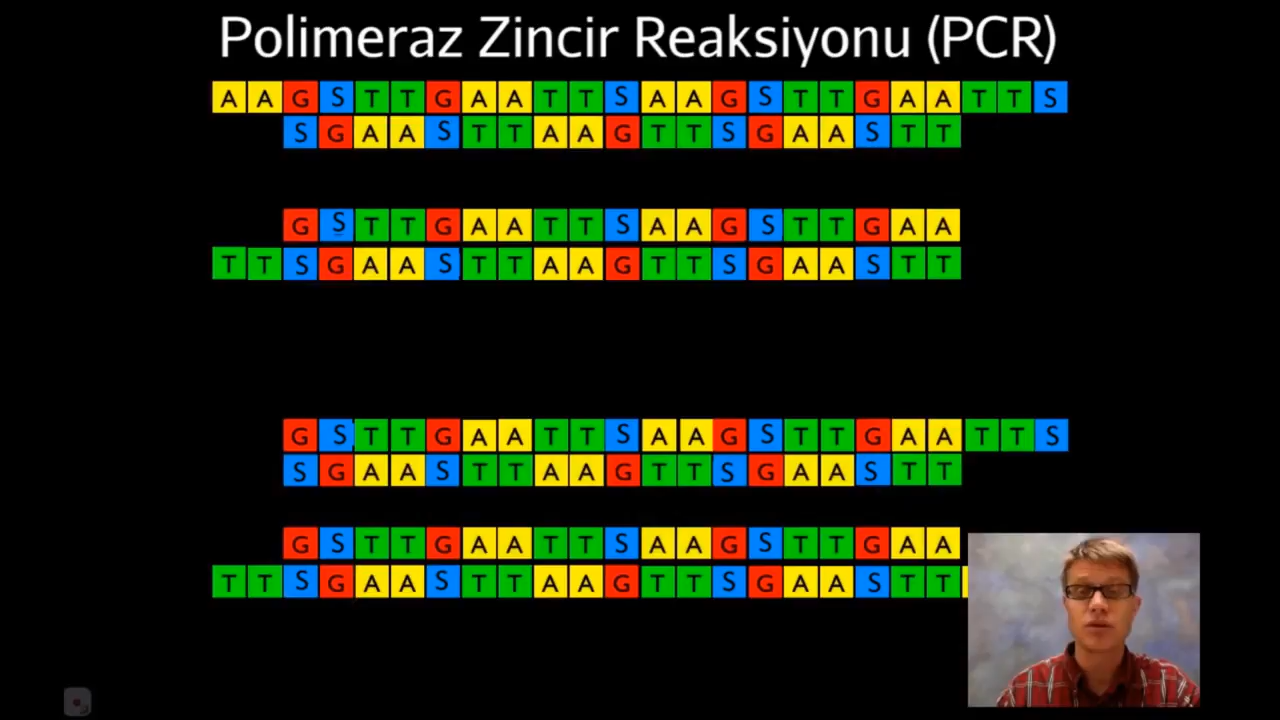 Polimeraz Zincir Reaksiyonu (PCR)
A A G S T T G A A T T S A A G S T T G A A T T S
S G A A S T T A A G T T S G A A S T T
G S T T G A A T T S A A G S T T G A A
T T S G A A S T T A A G T T S G A A S T T
G S T T G A A T T S A A G S T T G A A T T S
S G A A S T T A A G T T S G A A S T T
G S T T G A A T T S A A G S T T G A A
T T S G A A S T T A A G T T S G A A S T T